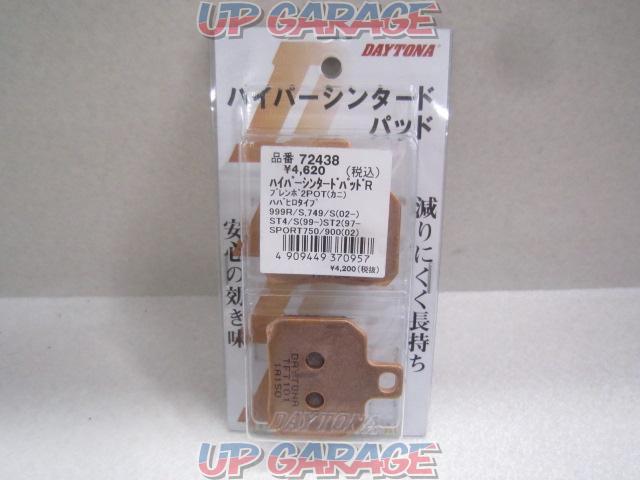 UP GARAGE
DAYTONA
ハイパーシンタード
パッド
品番 72438
¥4,620 (税込)
ハイパーシンタードパッドR
ブレンボ2POT(カニ)
ハバヒロタイプ
999R/S,749/S(02-)
ST4/S(99-)ST2(97-
SPORT750/900(02)
4 909449 370957
¥4,200(税抜)
減りにくく長持ち
安心の効き味
DAYTONA
TFT101
1A150
DAYTONA
UP GARAGE